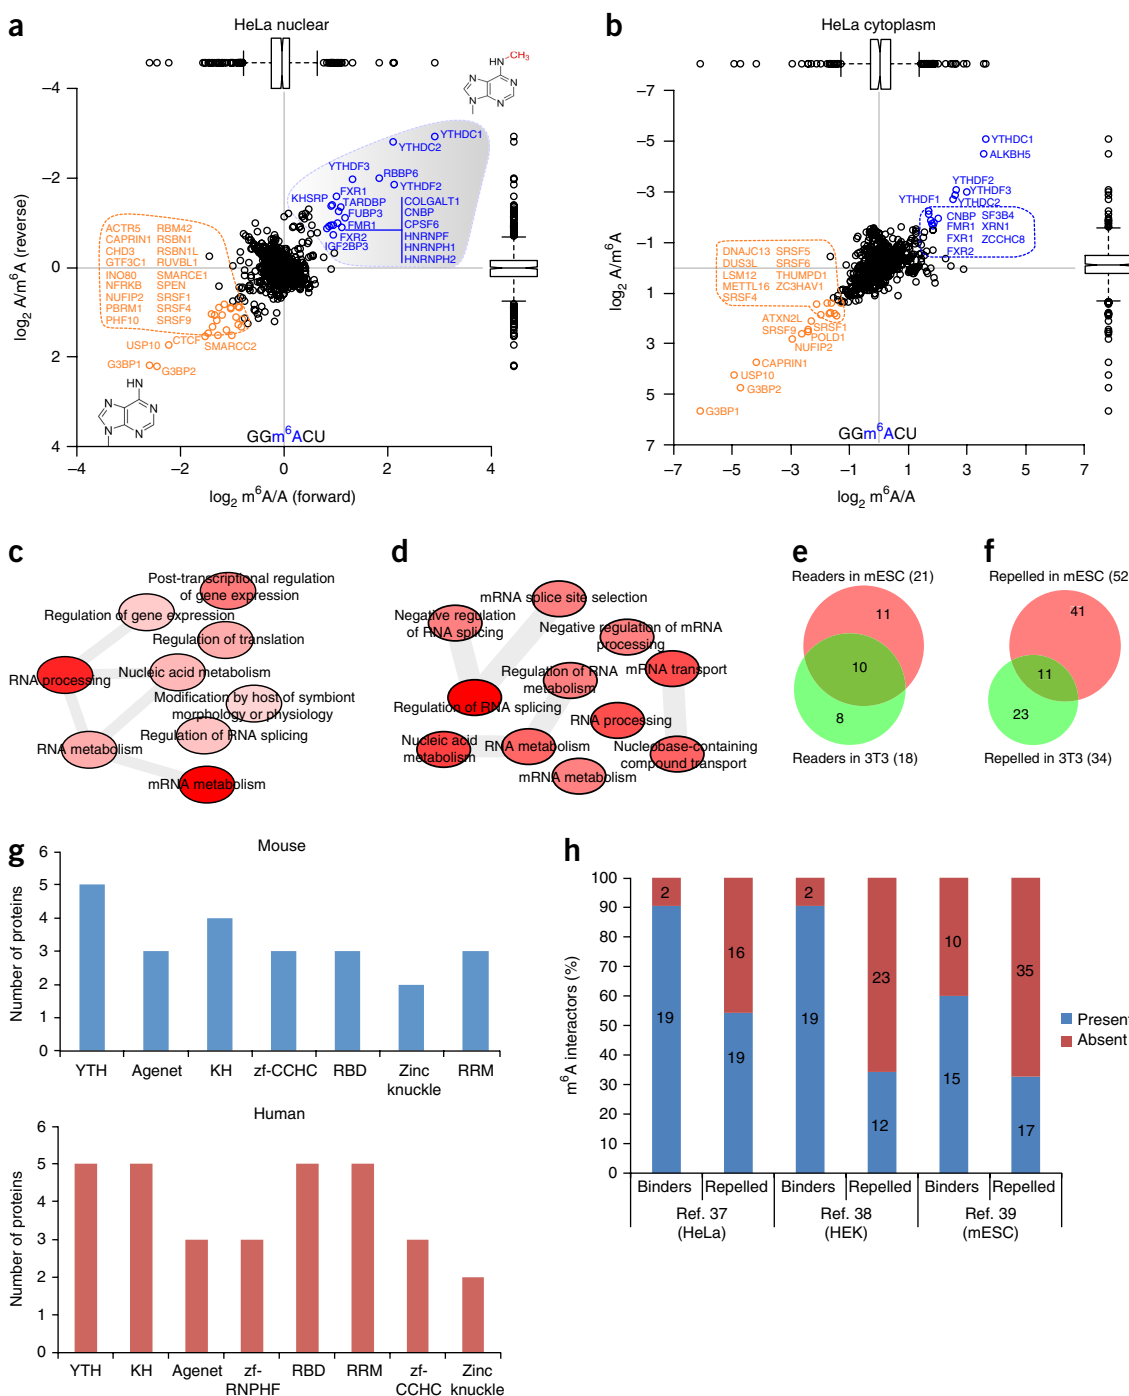 a
HeLa nuclear
HN
CH3
N
N
N
N
−4
−2
0
2
4
log2 A/m6A (reverse)
YTHDC1
YTHDC2
YTHDF3
RBBP6
YTHDF2
KHSRP
FXR1
TARDBP
FUBP3
FMR1
FXR2
IGF2BP3
COLGALT1
CNBP
CPSF6
HNRNPF
HNRNPH1
HNRNPH2
ACTR5 RBM42
CAPRIN1 RSBN1
CHD3 RSBN1L
GTF3C1 RUVBL1
INO80 SMARCE1
NFRKB SPEN
NUFIP2 SRSF1
PBRM1 SRSF4
PHF10 SRSF9
CTCF
USP10
SMARCC2
G3BP1
G3BP2
HN
N
N
N
N
GGm6ACU
−4 −2 0 2 4
log2 m6A/A (forward)
b
HeLa cytoplasm
−7
−5
−3
−1
1
3
5
7
log2 A/m6A
YTHDC1
ALKBH5
YTHDF2
YTHDF3
YTHDC2
YTHDF1
CNBP SF3B4
FMR1 XRN1
FXR1 ZCCHC8
FXR2
DNAJC13 SRSF5
DUS3L SRSF6
LSM12 THUMPD1
METTL16 ZC3HAV1
SRSF4
ATXN2L
SRSF9
SRSF1
POLD1
NUFIP2
CAPRIN1
USP10
G3BP2
G3BP1
GGm6ACU
−7 −5 −3 −1 1 3 5 7
log2 m6A/A
c
Post-transcriptional regulation
of gene expression
Regulation of gene expression
Regulation of translation
RNA processing
Nucleic acid metabolism
Modification by host of symbiont
morphology or physiology
Regulation of RNA splicing
RNA metabolism
mRNA metabolism
d
mRNA splice site selection
Negative regulation
of RNA splicing
Negative regulation of mRNA
processing
Regulation of RNA
metabolism
mRNA transport
Regulation of RNA splicing
RNA processing
Nucleic acid
metabolism
RNA metabolism
Nucleobase-containing
compound transport
mRNA metabolism
e
Readers in mESC (21)
11
10
8
Readers in 3T3 (18)
f
Repelled in mESC (52)
41
11
23
Repelled in 3T3 (34)
g
Mouse
Number of proteins
6
5
4
3
2
1
0
YTH Agenet KH zf-CCHC RBD Zinc
knuckle
RRM
Human
Number of proteins
6
5
4
3
2
1
0
YTH KH Agenet zf-
RNPHF
RBD RRM zf-
CCHC
Zinc
knuckle
h
m6A interactors (%)
100
90
80
70
60
50
40
30
20
10
0
2
19
16
19
2
19
23
12
10
15
35
17
Present
Absent
Binders Repelled Binders Repelled Binders Repelled
Ref. 37
(HeLa)
Ref. 38
(HEK)
Ref. 39
(mESC)